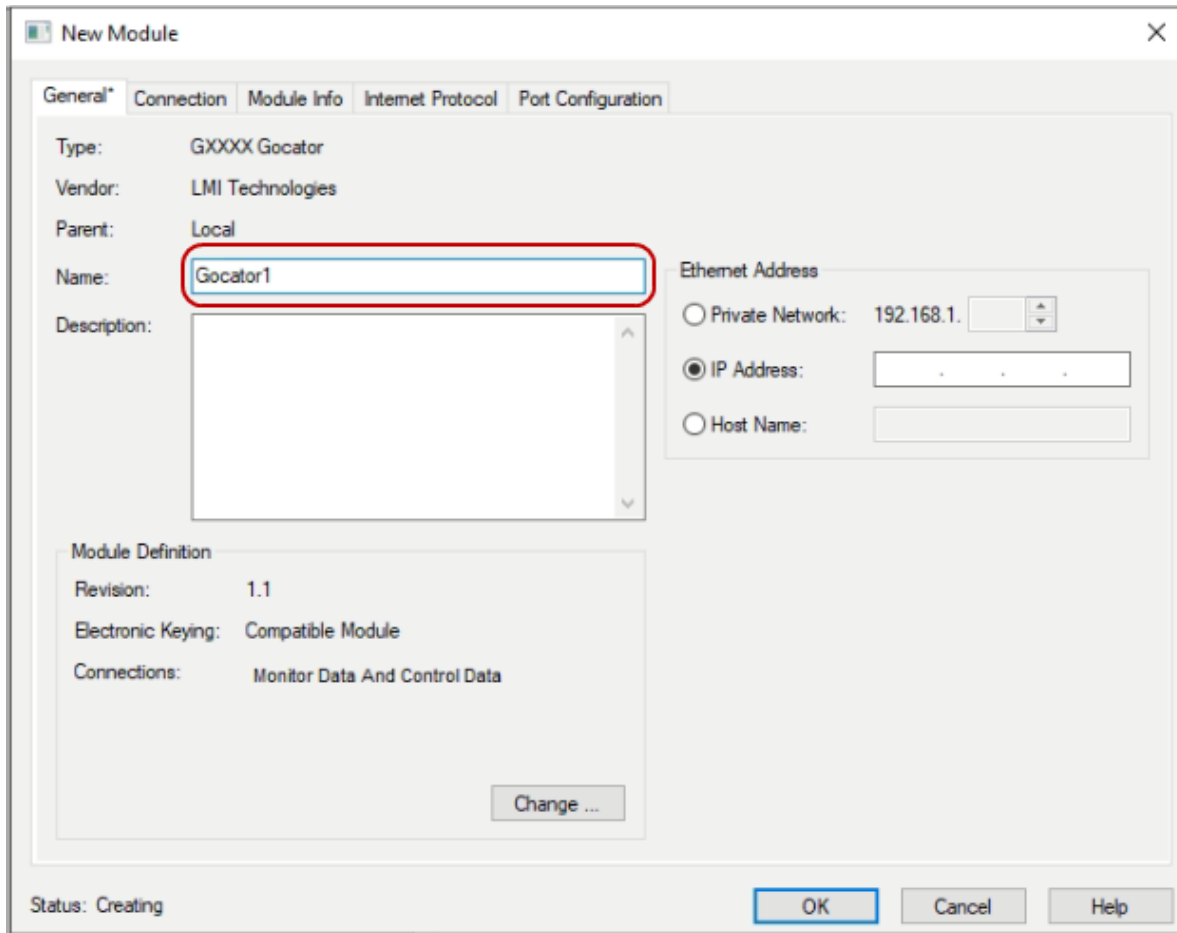 New Module
General* Connection Module Info Internet Protocol Port Configuration
Type: GXXXX Gocator
Vendor: LMI Technologies
Parent: Local
Name: Gocator1
Description:
Ethernet Address
Private Network: 192.168.1.
IP Address: . . .
Host Name:
Module Definition
Revision: 1.1
Electronic Keying: Compatible Module
Connections: Monitor Data And Control Data
Change ...
Status: Creating
OK Cancel Help